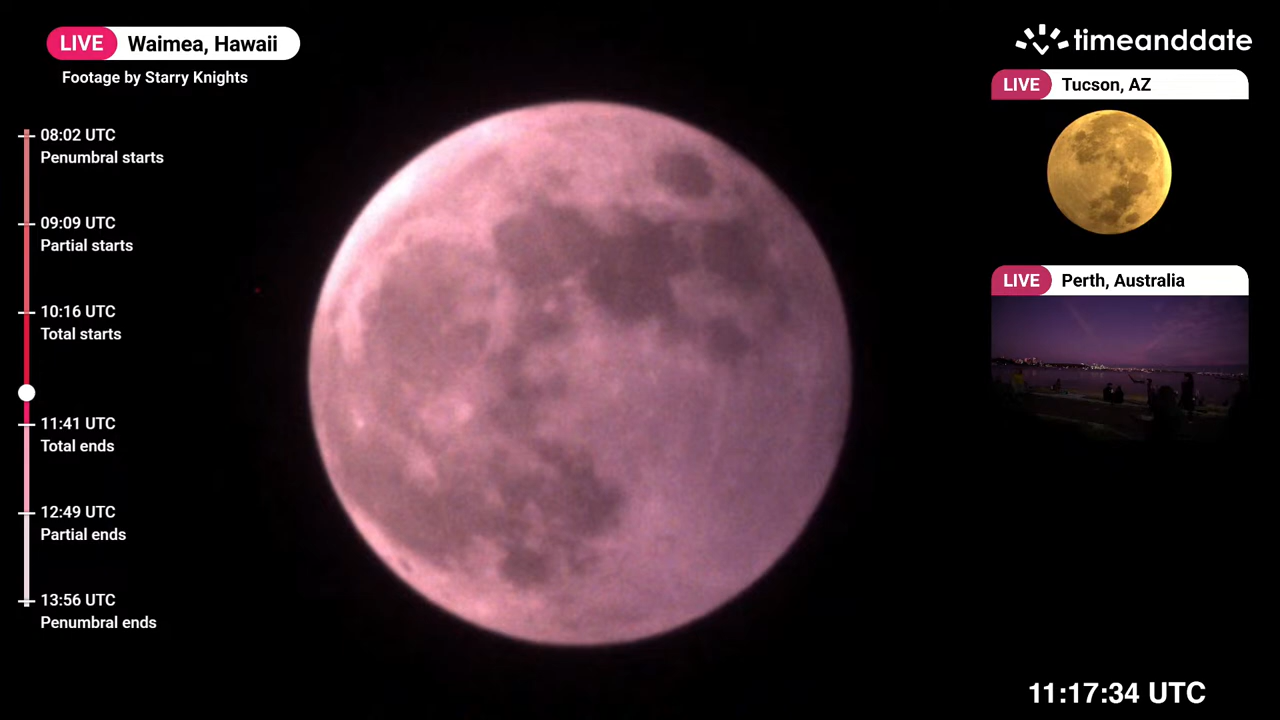 LIVE Waimea, Hawaii
Footage by Starry Knights
timeanddate
LIVE Tucson, AZ
08:02 UTC
Penumbral starts
09:09 UTC
Partial starts
LIVE Perth, Australia
10:16 UTC
Total starts
11:41 UTC
Total ends
12:49 UTC
Partial ends
13:56 UTC
Penumbral ends
11:17:34 UTC